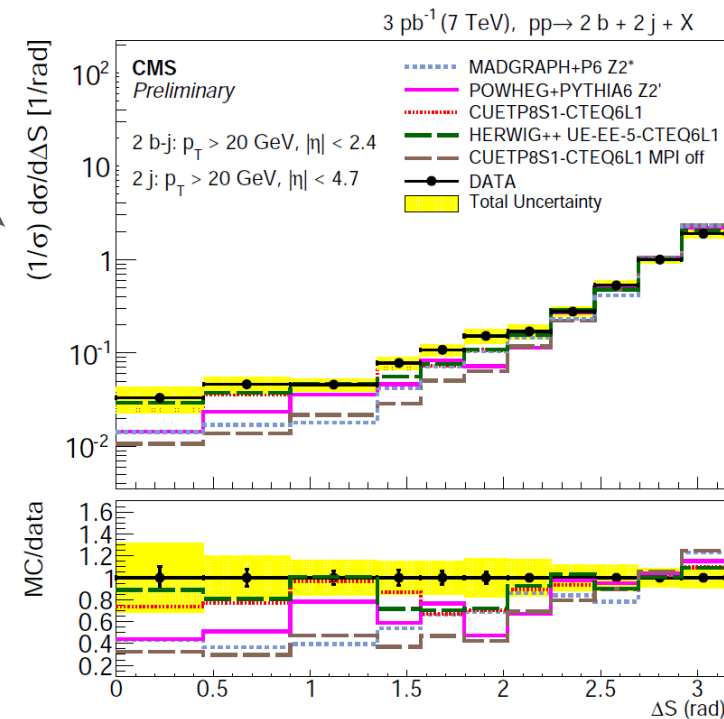 3 pb⁻¹ (7 TeV), pp→ 2 b + 2 j + X
(1/σ) dσ/dΔS [1/rad]
10²
10
1
10⁻¹
10⁻²
CMS
Preliminary
2 b-j: p_T > 20 GeV, |η| < 2.4
2 j: p_T > 20 GeV, |η| < 4.7
MADGRAPH+P6 Z2*
POWHEG+PYTHIA6 Z2'
CUETP8S1-CTEQ6L1
HERWIG++ UE-EE-5-CTEQ6L1
CUETP8S1-CTEQ6L1 MPI off
DATA
Total Uncertainty
MC/data
1.6
1.4
1.2
1
0.8
0.6
0.4
0.2
0 0.5 1 1.5 2 2.5 3
ΔS (rad)